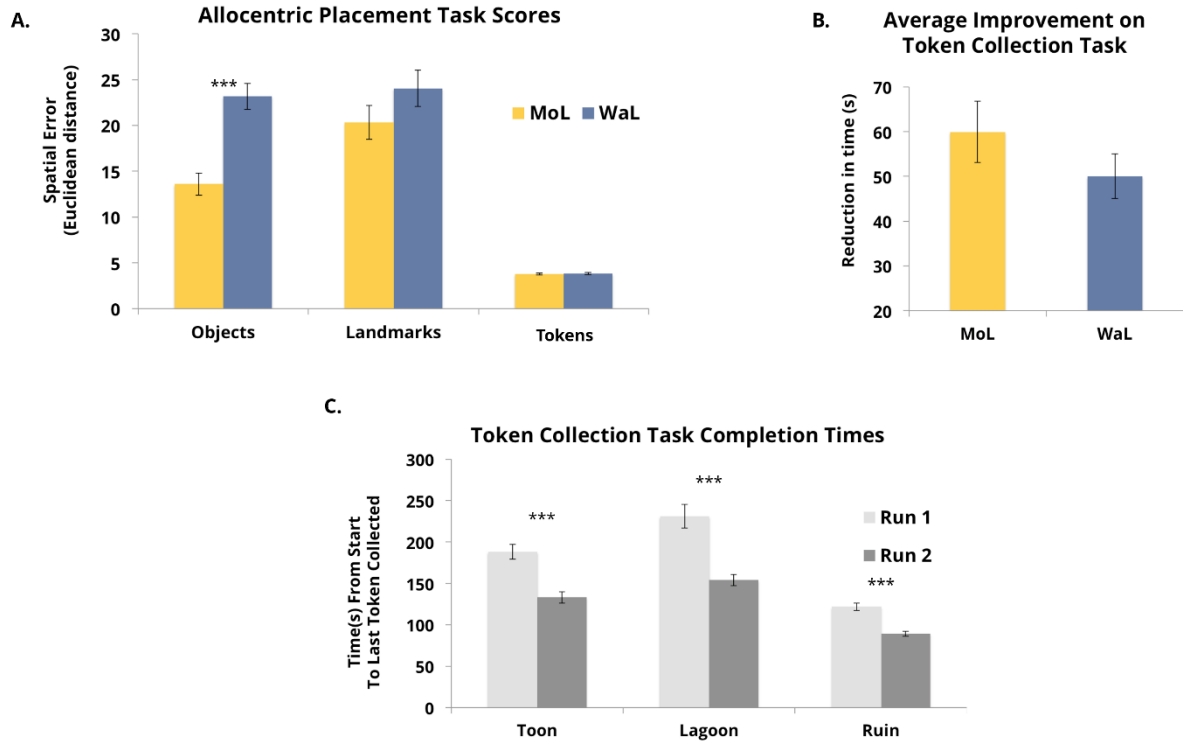 A.
Allocentric Placement Task Scores
Spatial Error
(Euclidean distance)
30
25
20
15
10
5
0
***
MoL
WaL
Objects
Landmarks
Tokens
B.
Average Improvement on
Token Collection Task
Reduction in time (s)
70
60
50
40
30
20
MoL
WaL
C.
Token Collection Task Completion Times
Time(s) From Start
To Last Token Collected
300
250
200
150
100
50
0
***
***
***
Run 1
Run 2
Toon
Lagoon
Ruin